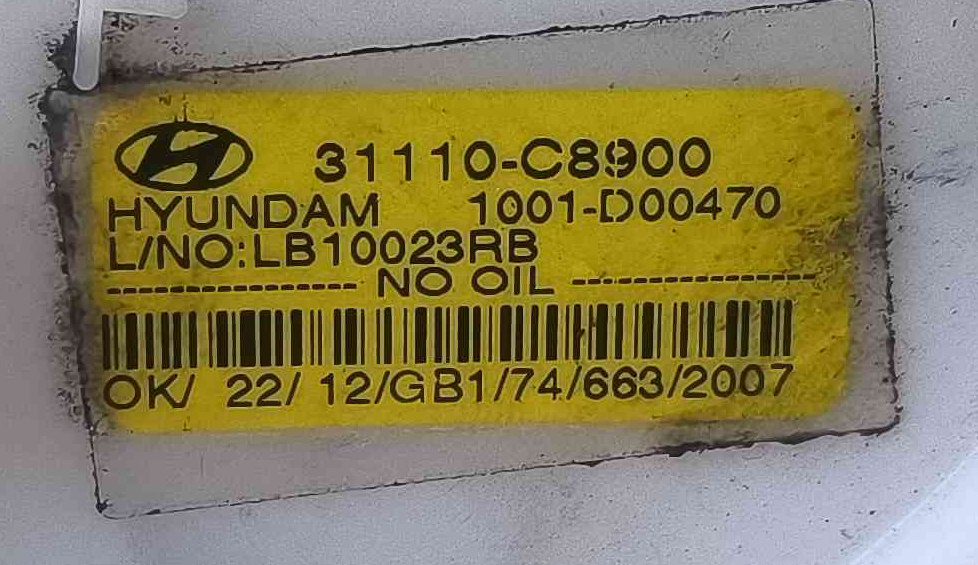 31110-C8900
HYUNDAM 1001-D00470
L/NO:LB10023RB
---------------- NO OIL ----------------
OK/ 22/ 12/GB1/74/663/2007